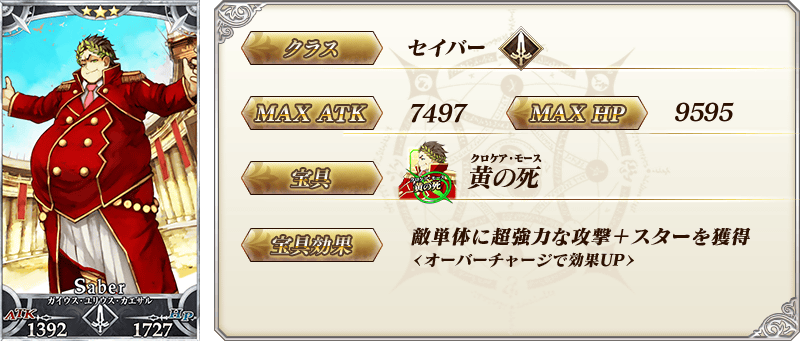 Saber
ガイウス・ユリウス・カエサル
ATK
HP
1392
1727
クラス
セイバー
MAX ATK
7497
MAX HP
9595
宝具
黄の死
クロケア・モース
黄の死
宝具効果
敵単体に超強力な攻撃＋スターを獲得
<オーバーチャージで効果UP>